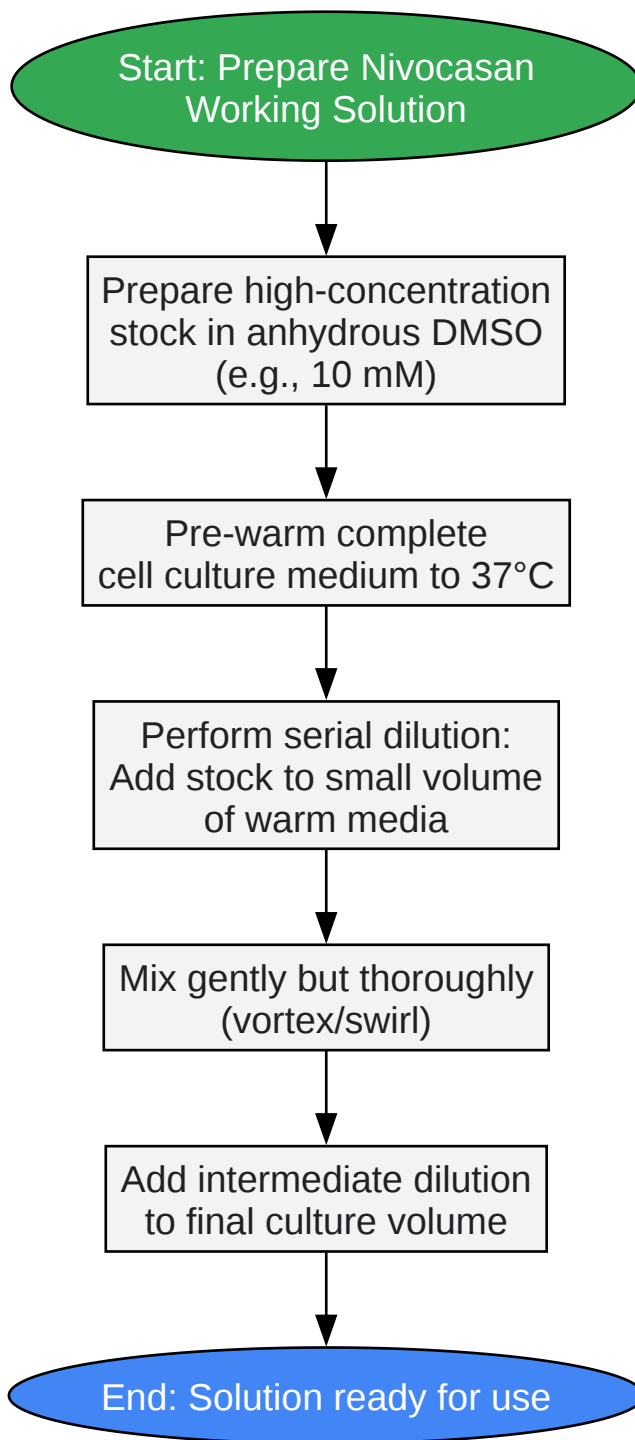 Start: Prepare Nivocasan
Working Solution
Prepare high-concentration
stock in anhydrous DMSO
(e.g., 10 mM)
Pre-warm complete
cell culture medium to 37°C
Perform serial dilution:
Add stock to small volume
of warm media
Mix gently but thoroughly
(vortex/swirl)
Add intermediate dilution
to final culture volume
End: Solution ready for use